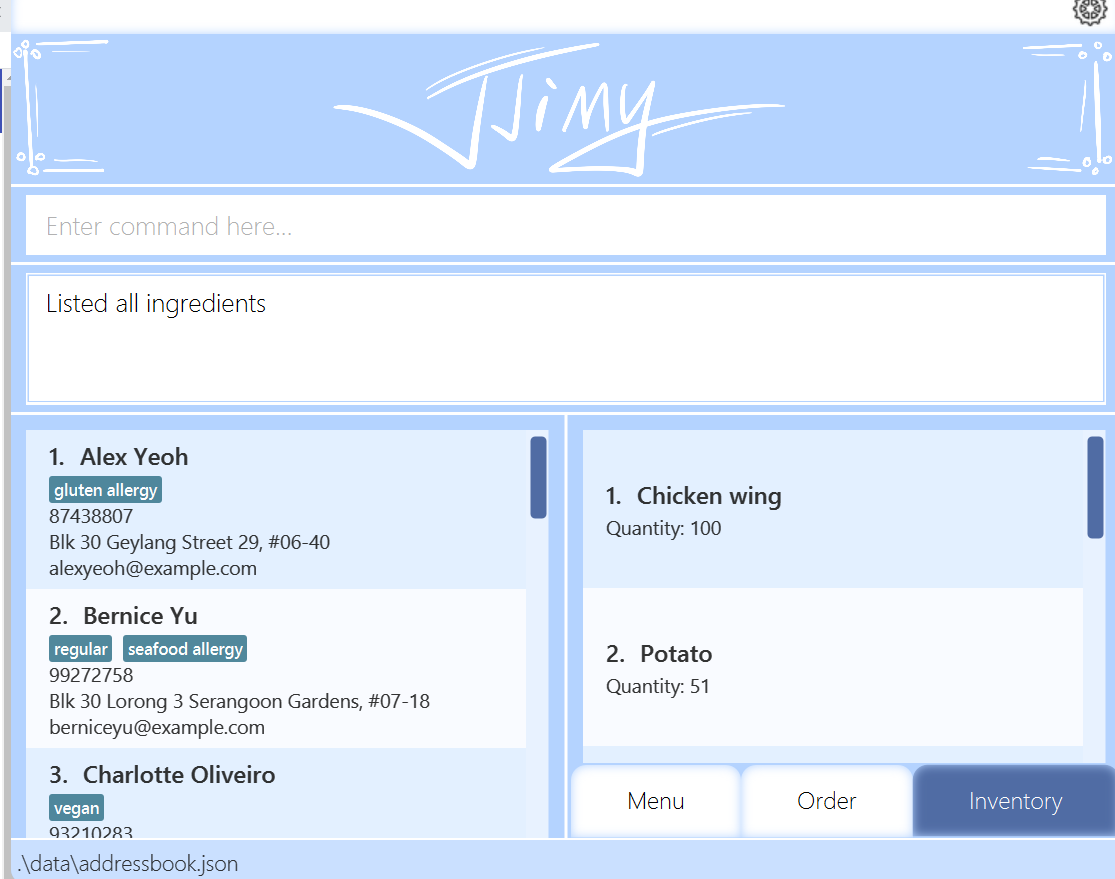 JJimy
Enter command here...
Listed all ingredients
1. Alex Yeoh
gluten allergy
87438807
Blk 30 Geylang Street 29, #06-40
alexyeoh@example.com
2. Bernice Yu
regular seafood allergy
99272758
Blk 30 Lorong 3 Serangoon Gardens, #07-18
berniceyu@example.com
3. Charlotte Oliveiro
vegan
93210283
1. Chicken wing
Quantity: 100
2. Potato
Quantity: 51
Menu Order Inventory
.\data\addressbook.json